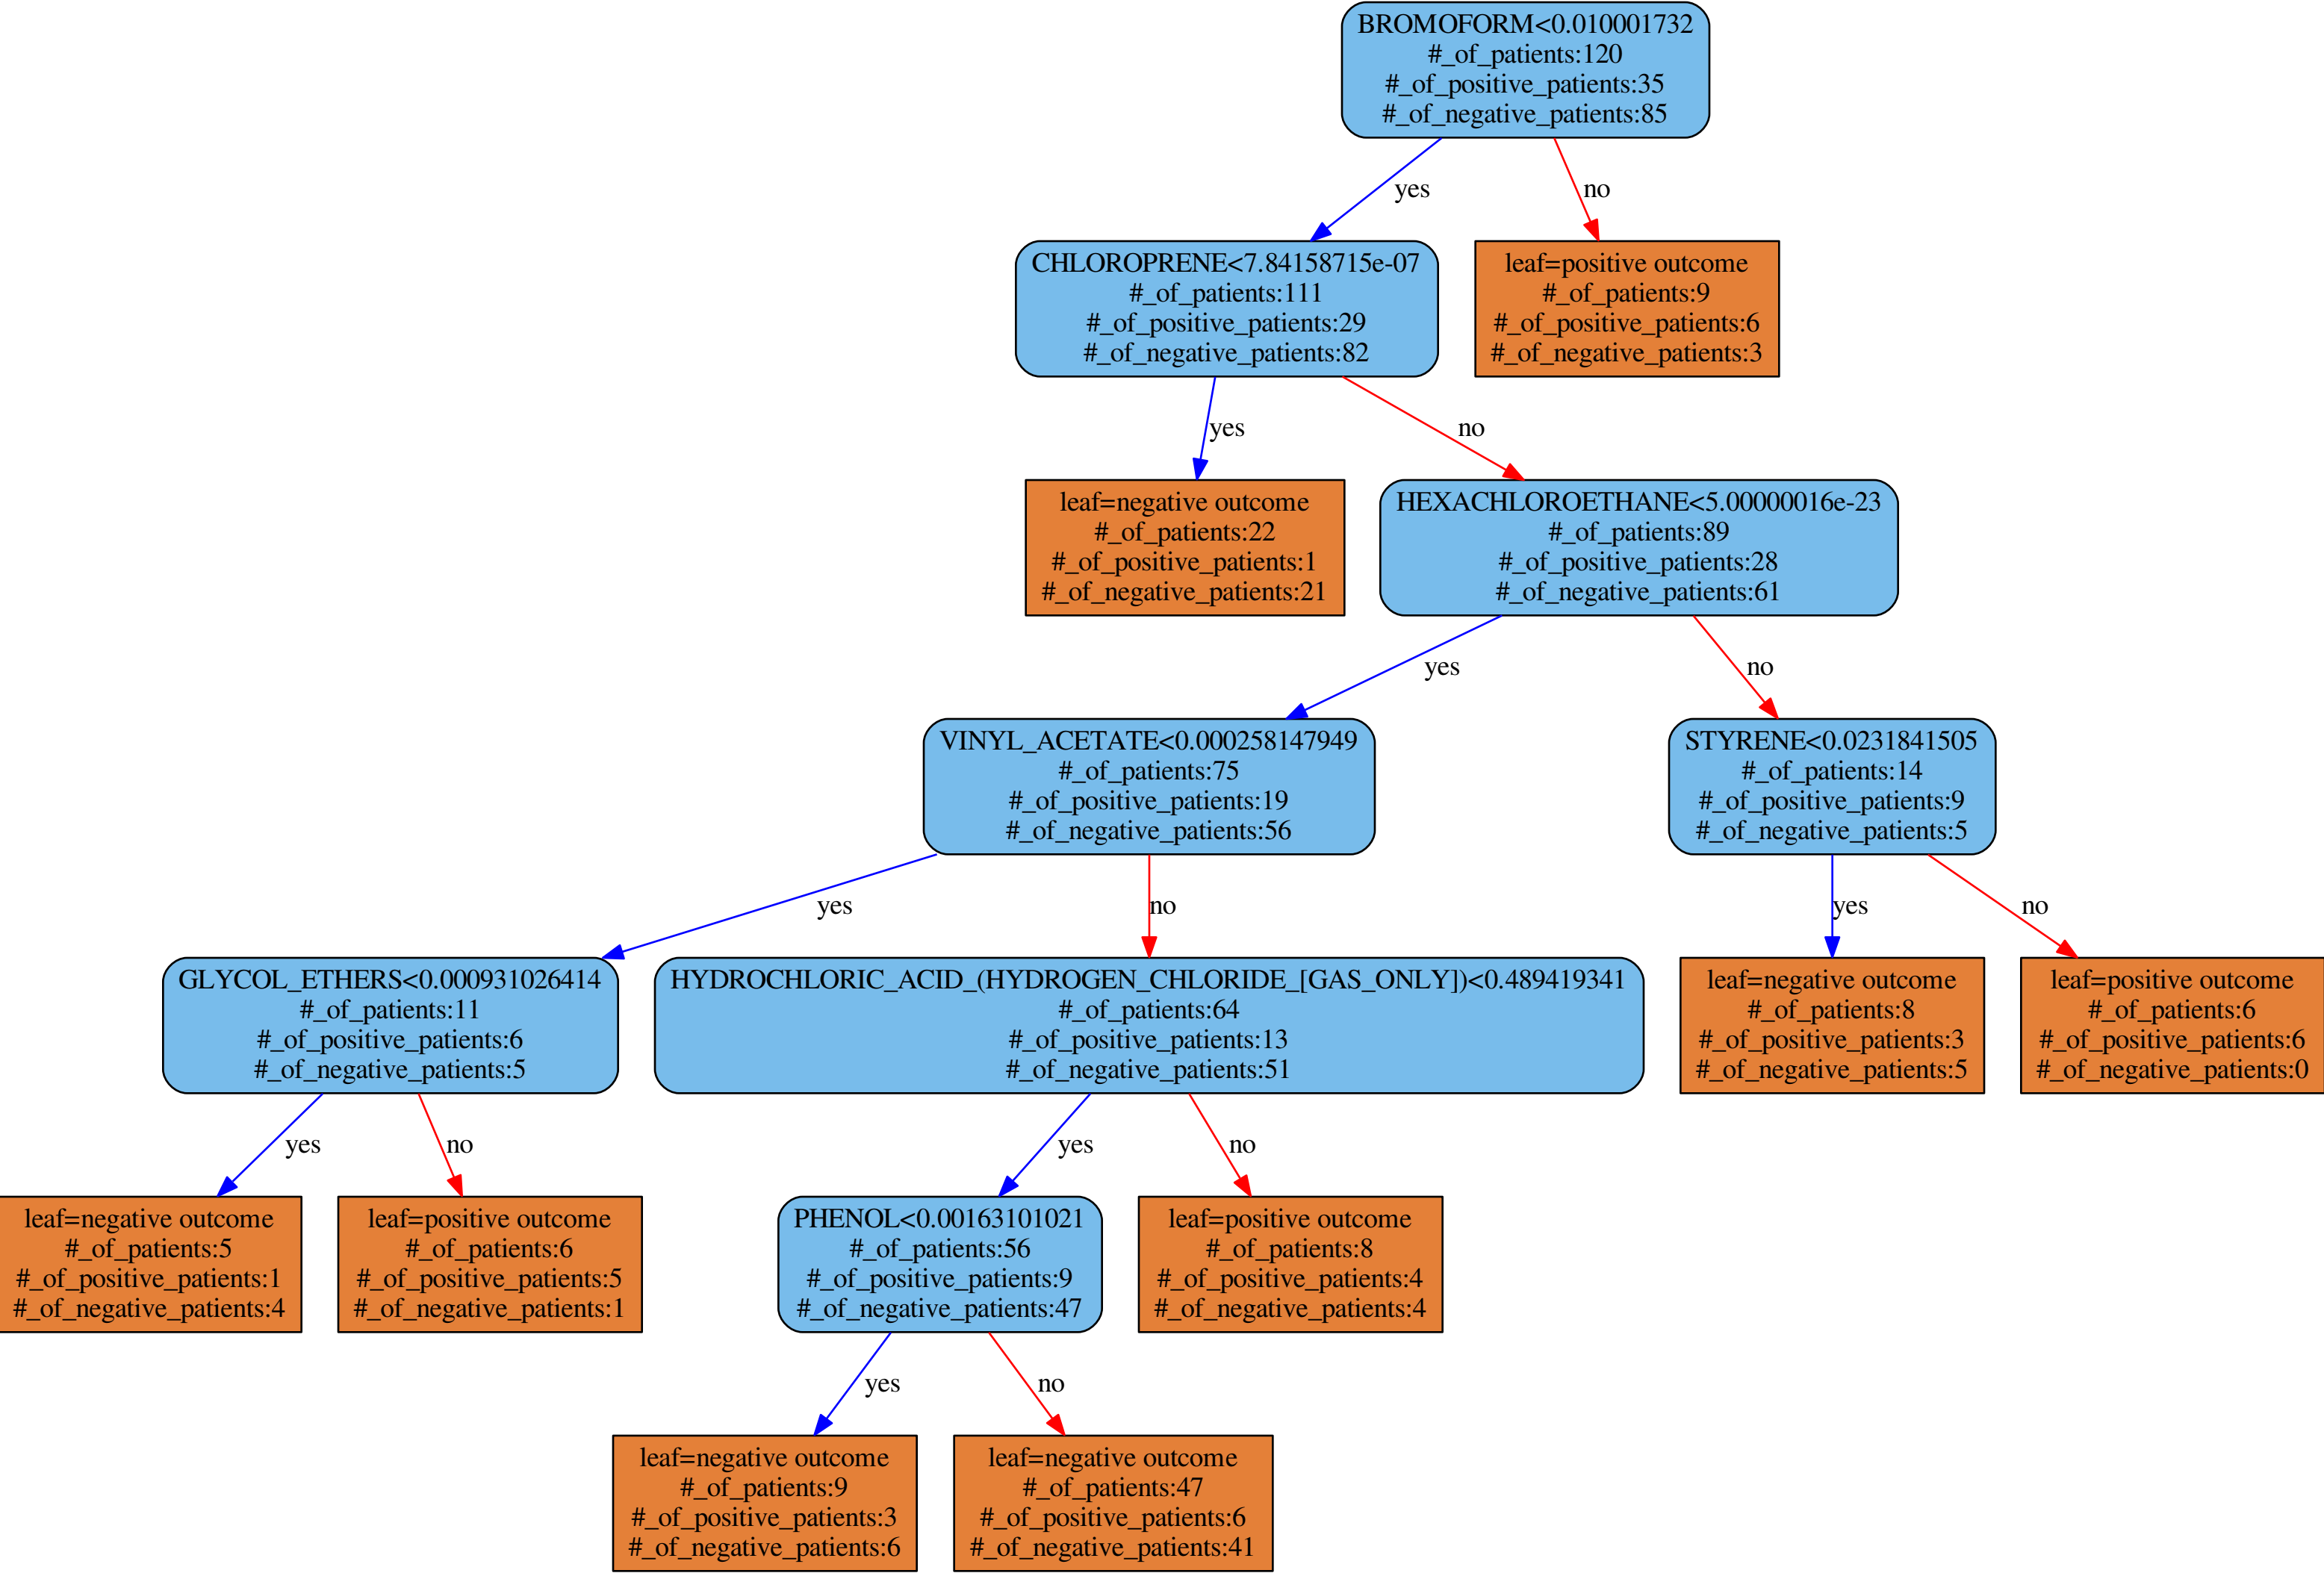 BROMOFORM<0.010001732
#_of_patients:120
#_of_positive_patients:35
#_of_negative_patients:85
yes
no
CHLOROPRENE<7.84158715e-07
#_of_patients:111
#_of_positive_patients:29
#_of_negative_patients:82
leaf=positive outcome
#_of_patients:9
#_of_positive_patients:6
#_of_negative_patients:3
yes
no
leaf=negative outcome
#_of_patients:22
#_of_positive_patients:1
#_of_negative_patients:21
HEXACHLOROETHANE<5.00000016e-23
#_of_patients:89
#_of_positive_patients:28
#_of_negative_patients:61
yes
no
VINYL_ACETATE<0.000258147949
#_of_patients:75
#_of_positive_patients:19
#_of_negative_patients:56
STYRENE<0.0231841505
#_of_patients:14
#_of_positive_patients:9
#_of_negative_patients:5
yes
no
yes
no
GLYCOL_ETHERS<0.000931026414
#_of_patients:11
#_of_positive_patients:6
#_of_negative_patients:5
HYDROCHLORIC_ACID_(HYDROGEN_CHLORIDE_[GAS_ONLY])<0.489419341
#_of_patients:64
#_of_positive_patients:13
#_of_negative_patients:51
leaf=negative outcome
#_of_patients:8
#_of_positive_patients:3
#_of_negative_patients:5
leaf=positive outcome
#_of_patients:6
#_of_positive_patients:6
#_of_negative_patients:0
yes
no
yes
no
leaf=negative outcome
#_of_patients:5
#_of_positive_patients:1
#_of_negative_patients:4
leaf=positive outcome
#_of_patients:6
#_of_positive_patients:5
#_of_negative_patients:1
PHENOL<0.00163101021
#_of_patients:56
#_of_positive_patients:9
#_of_negative_patients:47
leaf=positive outcome
#_of_patients:8
#_of_positive_patients:4
#_of_negative_patients:4
yes
no
leaf=negative outcome
#_of_patients:9
#_of_positive_patients:3
#_of_negative_patients:6
leaf=negative outcome
#_of_patients:47
#_of_positive_patients:6
#_of_negative_patients:41